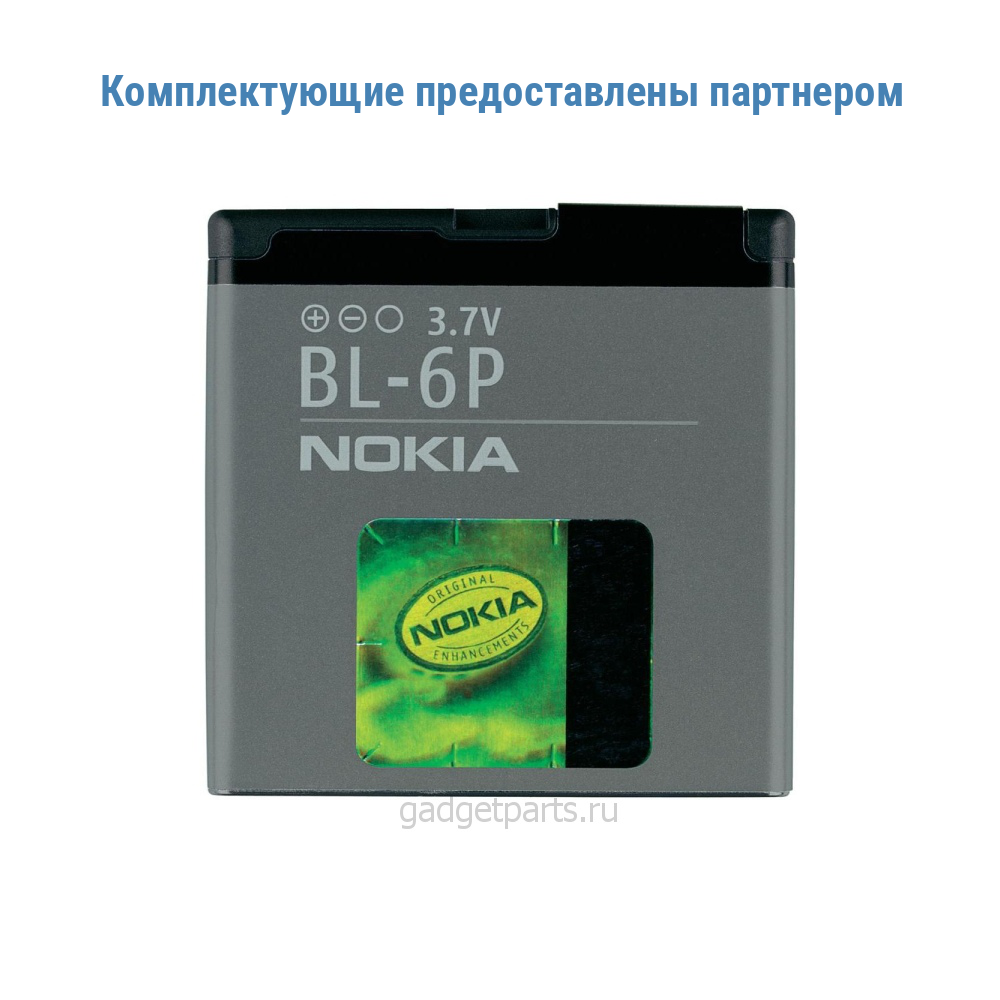 Комплектующие предоставлены партнером
3.7V
BL-6P
NOKIA
ORIGINAL
NOKIA
ENHANCEMENTS
gadgetparts.ru